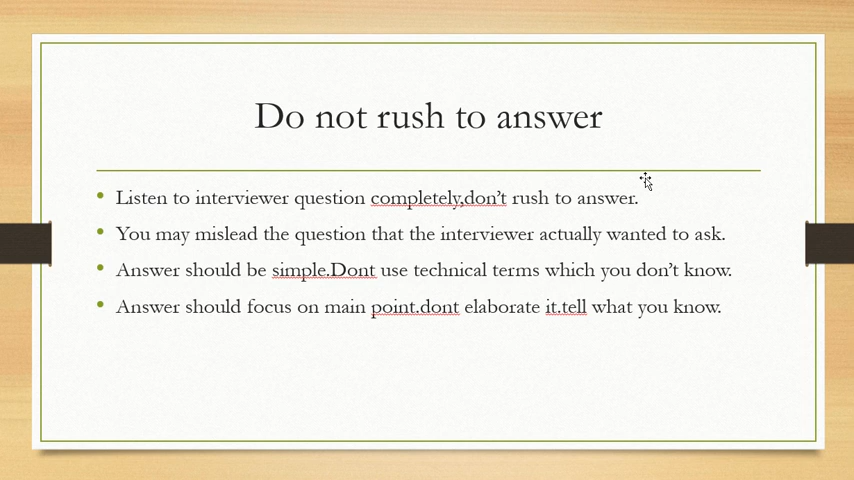 Do not rush to answer
• Listen to interviewer question completely,don’t rush to answer.
• You may mislead the question that the interviewer actually wanted to ask.
• Answer should be simple.Dont use technical terms which you don’t know.
• Answer should focus on main point.dont elaborate it.tell what you know.